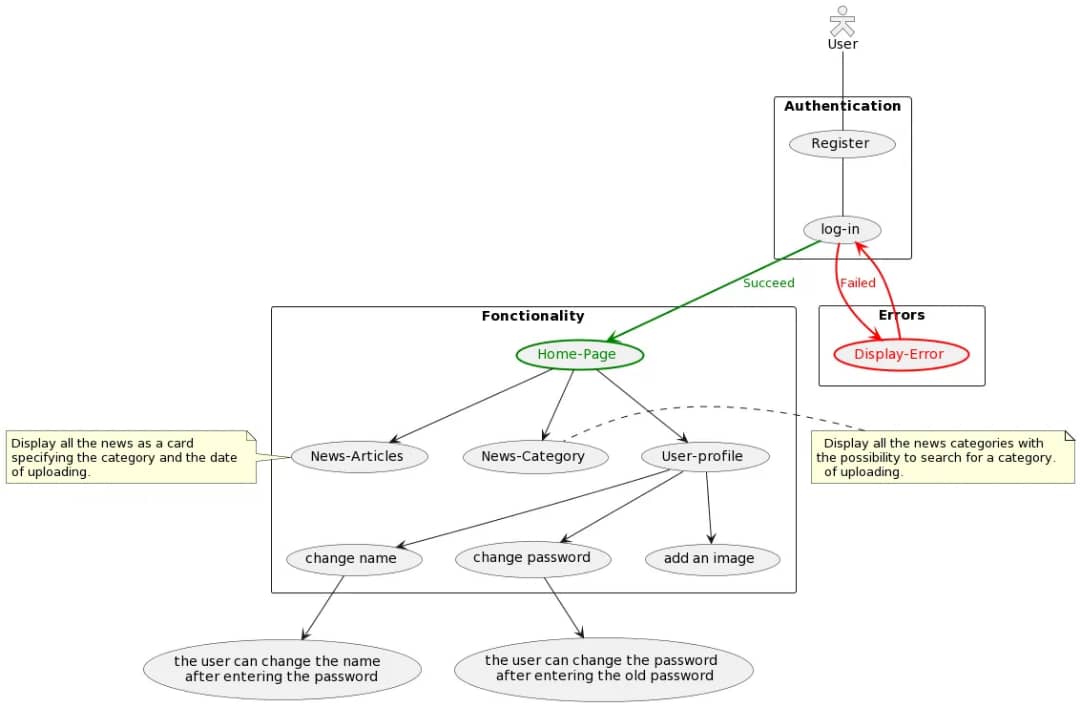 User
Authentication
Register
log-in
Succeed
Failed
Fonctionality
Errors
Home-Page
Display-Error
Display all the news as a card
specifying the category and the date
of uploading.
News-Articles
News-Category
User-profile
Display all the news categories with
the possibility to search for a category.
of uploading.
change name
change password
add an image
the user can change the name
after entering the password
the user can change the password
after entering the old password